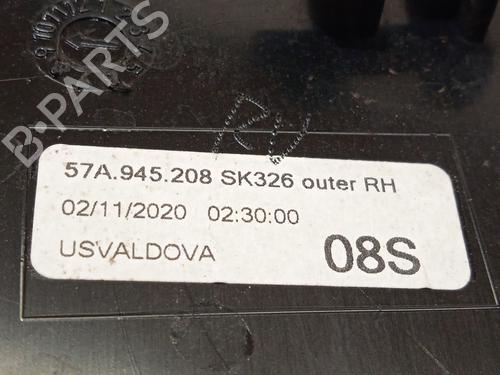 B-PARTS
57A.945.208 SK326 outer RH
02/11/2020 02:30:00
USVALDOVA 08S